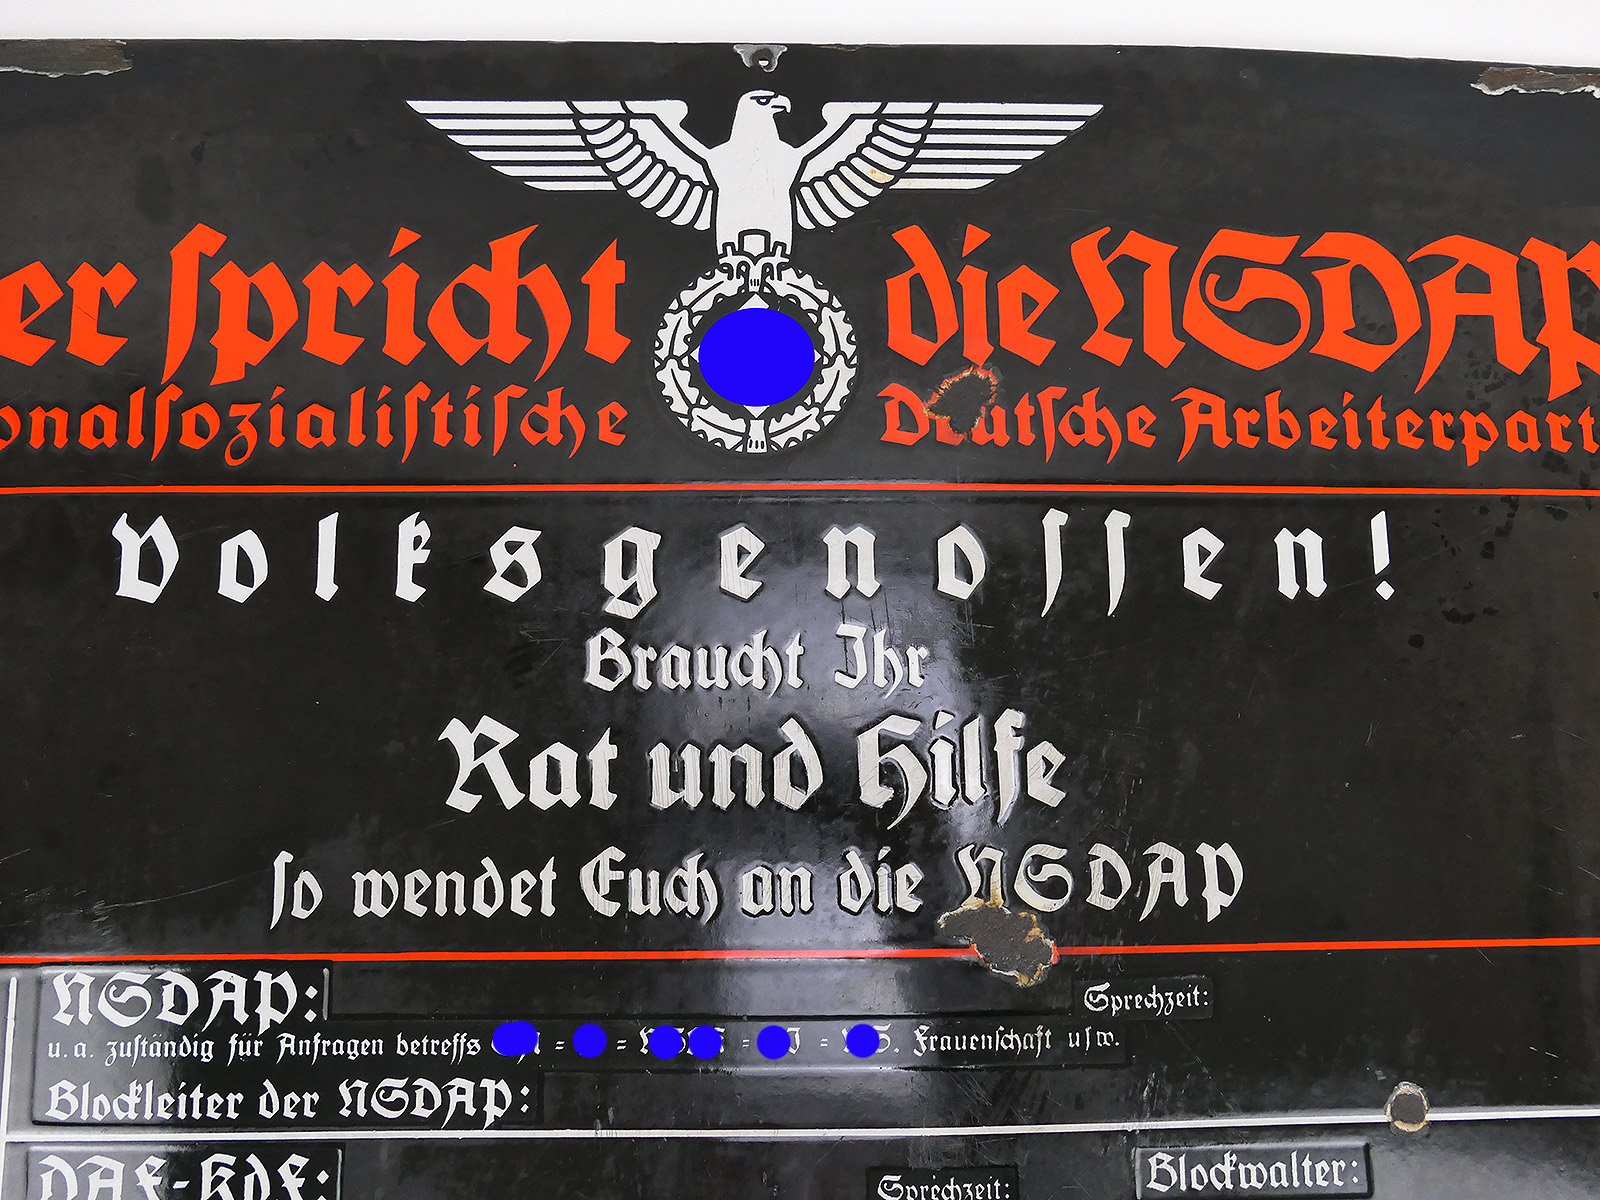 er spricht die NSDAP
onalsozialistische Deutsche Arbeiterpart
Volksgenossen!
Braucht Ihr
Rat und Hilfe
so wendet Euch an die NSDAP
NSDAP: Sprechzeit:
u. a. zuständig für Anfragen betreffs = = - = Frauenschaft usw.
Blockleiter der NSDAP:
DAF-KdF: Sprechzeit: Blockwalter: